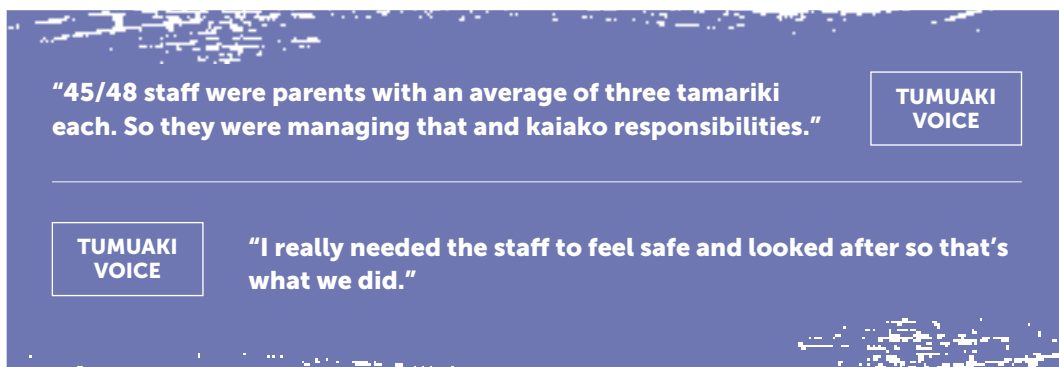 “45/48 staff were parents with an average of three tamariki
each. So they were managing that and kaiako responsibilities.”
TUMUAKI
VOICE
TUMUAKI
VOICE
“I really needed the staff to feel safe and looked after so that’s
what we did.”